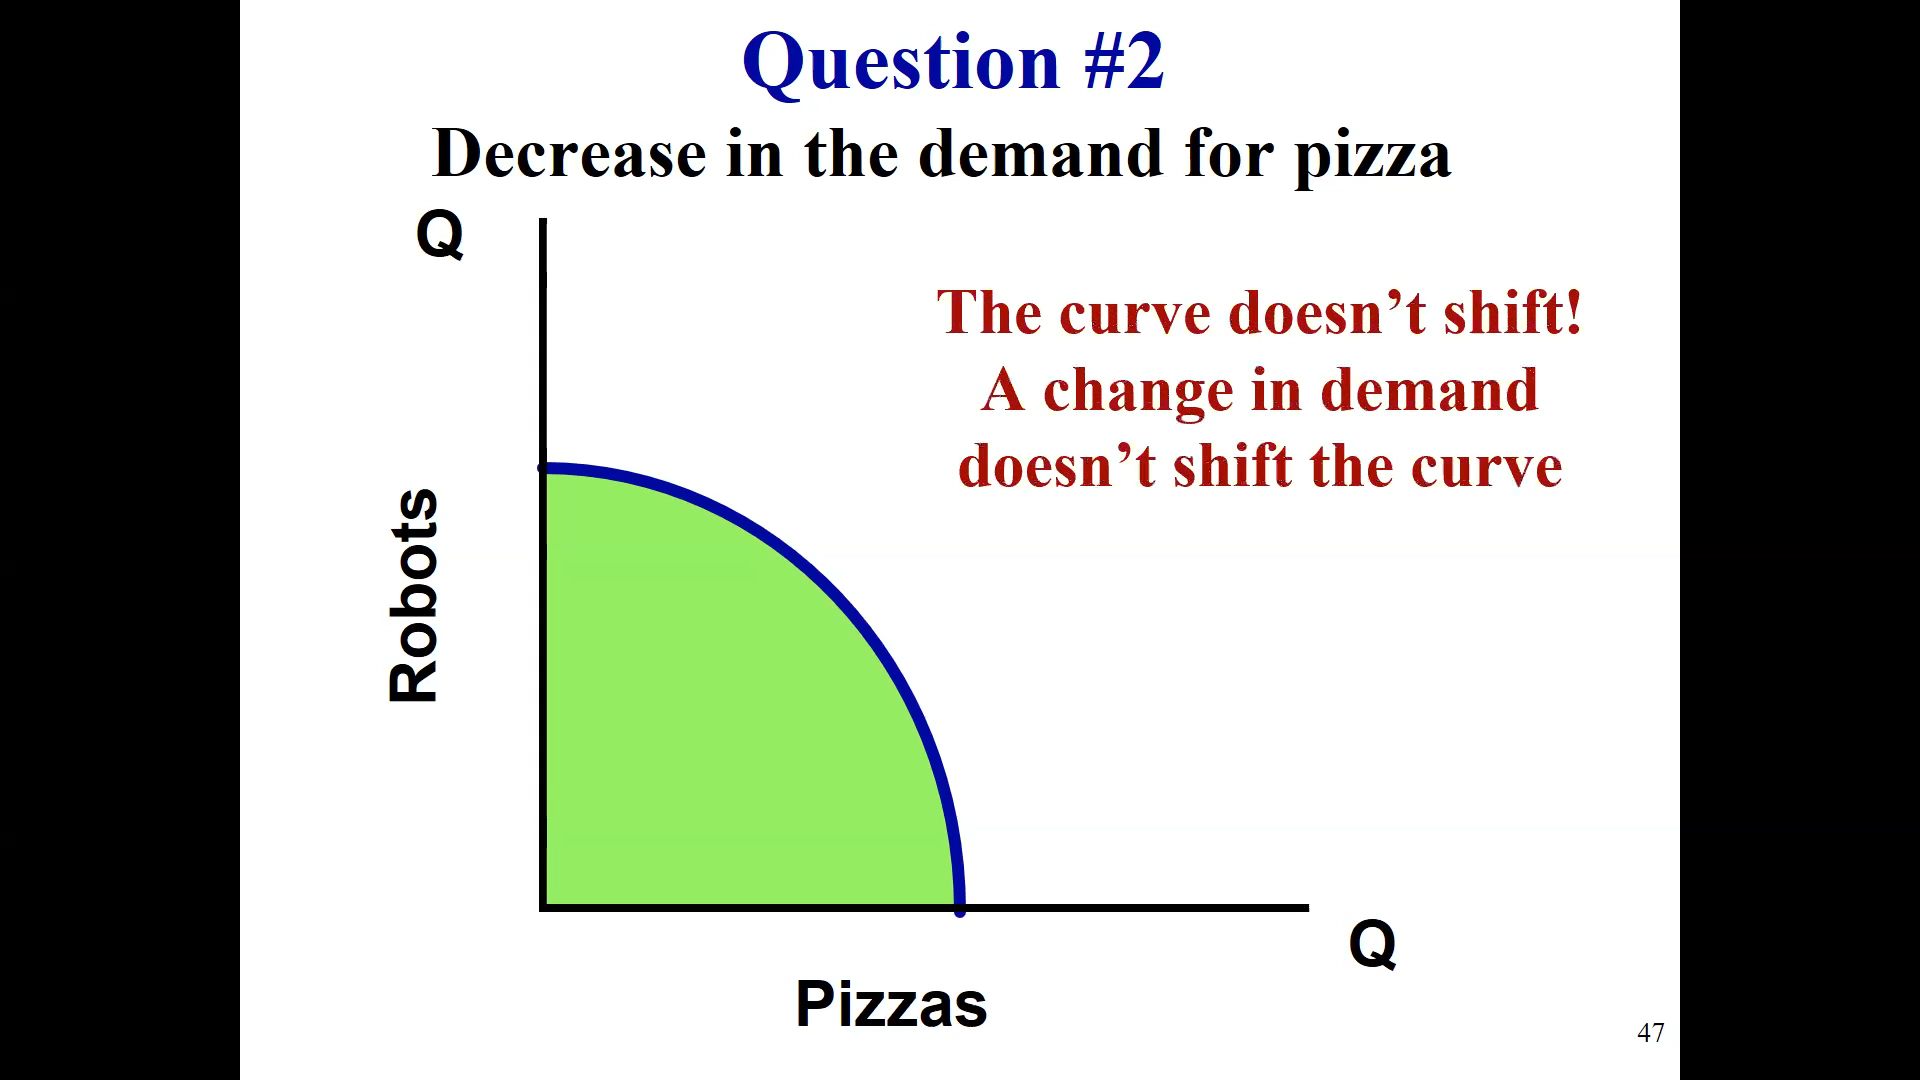 Question #2
Decrease in the demand for pizza
Q
The curve doesn’t shift!
A change in demand
doesn’t shift the curve
Robots
Q
Pizzas
47